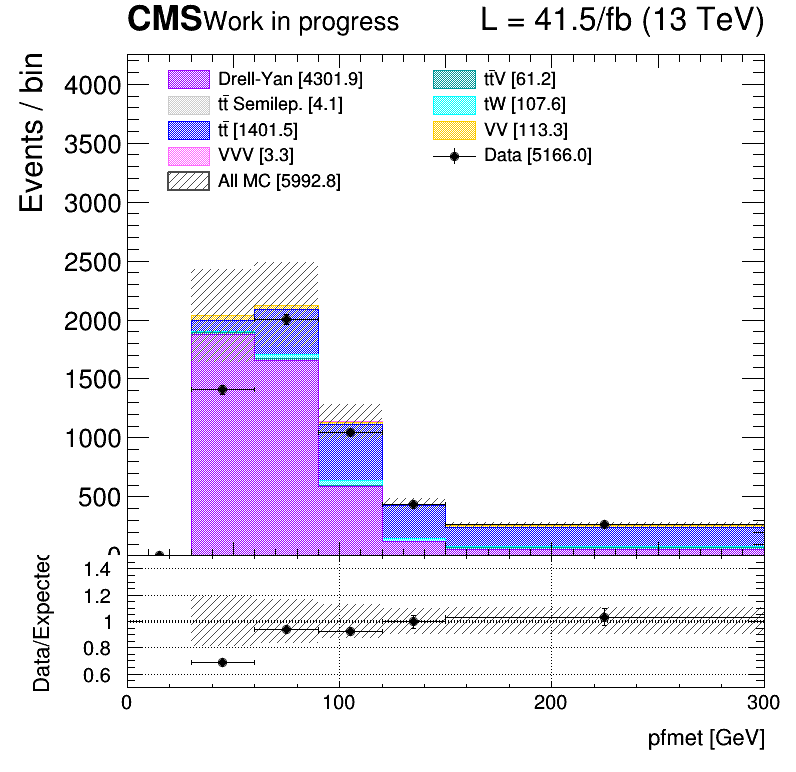 CMS Work in progress L = 41.5/fb (13 TeV)
Events / bin
4000
3500
3000
2500
2000
1500
1000
500
0
Drell-Yan [4301.9]
tt̄ Semilep. [4.1]
tt̄ [1401.5]
VVV [3.3]
All MC [5992.8]
tt̄V [61.2]
tW [107.6]
VV [113.3]
Data [5166.0]
Data/Expected
1.4
1.2
1
0.8
0.6
0 100 200 300
pfmet [GeV]